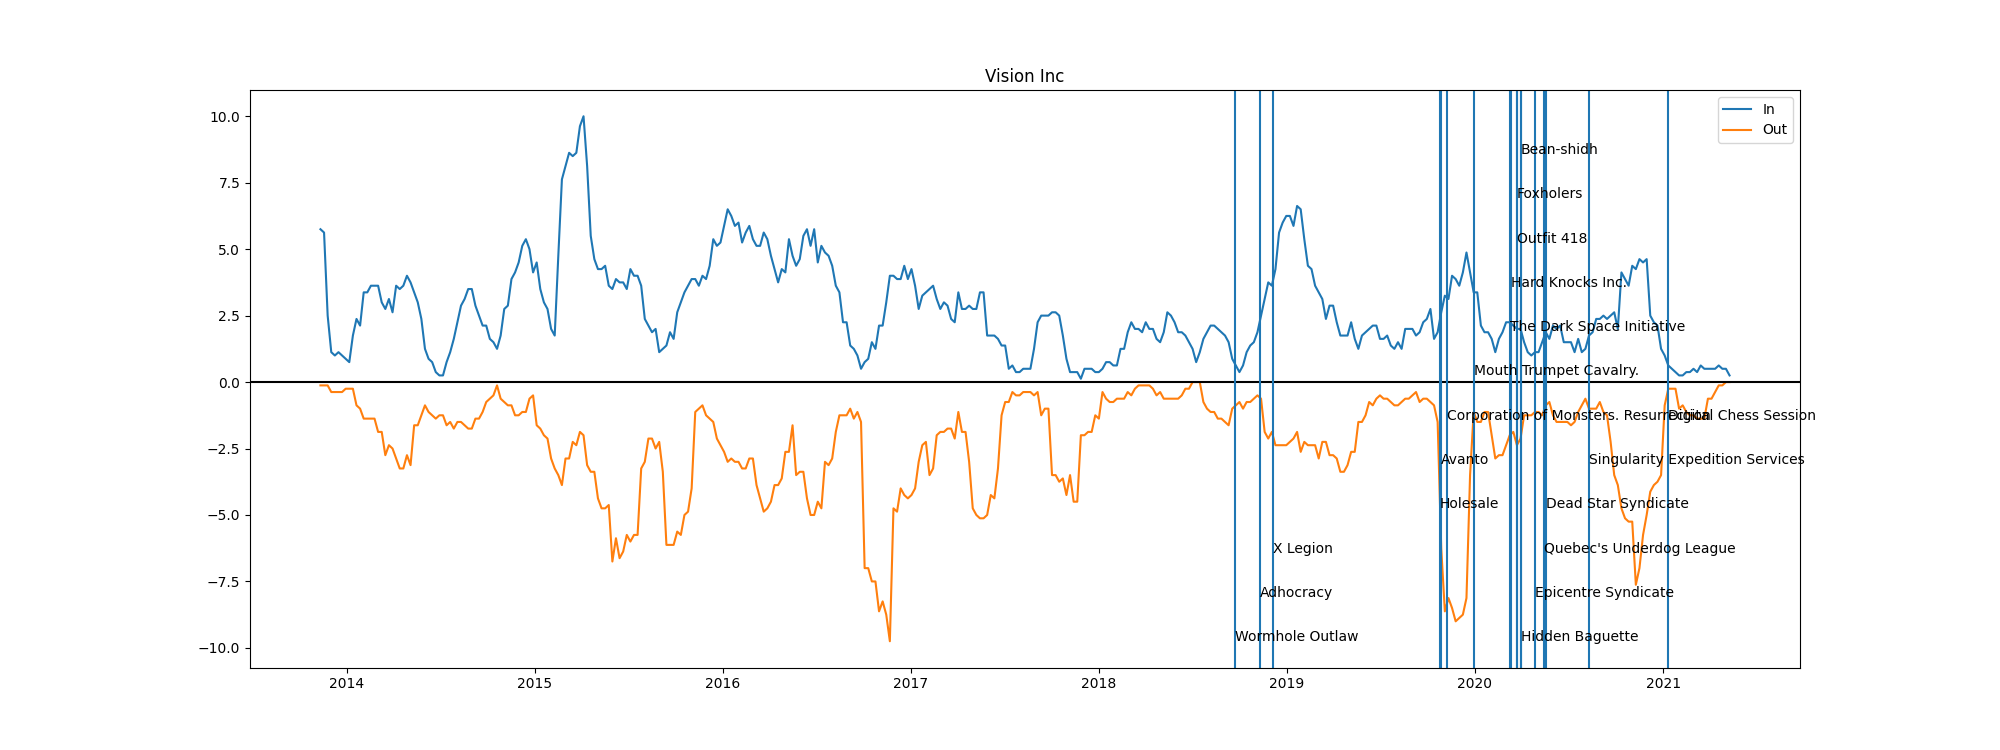 Vision Inc
In
Out
10.0
7.5
5.0
2.5
0.0
−2.5
−5.0
−7.5
−10.0
Bean-shidh
Foxholers
Outfit 418
Hard Knocks Inc.
The Dark Space Initiative
Mouth Trumpet Cavalry.
Corporation of Monsters. Resurrection
Digital Chess Session
Avanto
Singularity Expedition Services
Holesale
Dead Star Syndicate
X Legion
Quebec's Underdog League
Adhocracy
Epicentre Syndicate
Wormhole Outlaw
Hidden Baguette
2014
2015
2016
2017
2018
2019
2020
2021